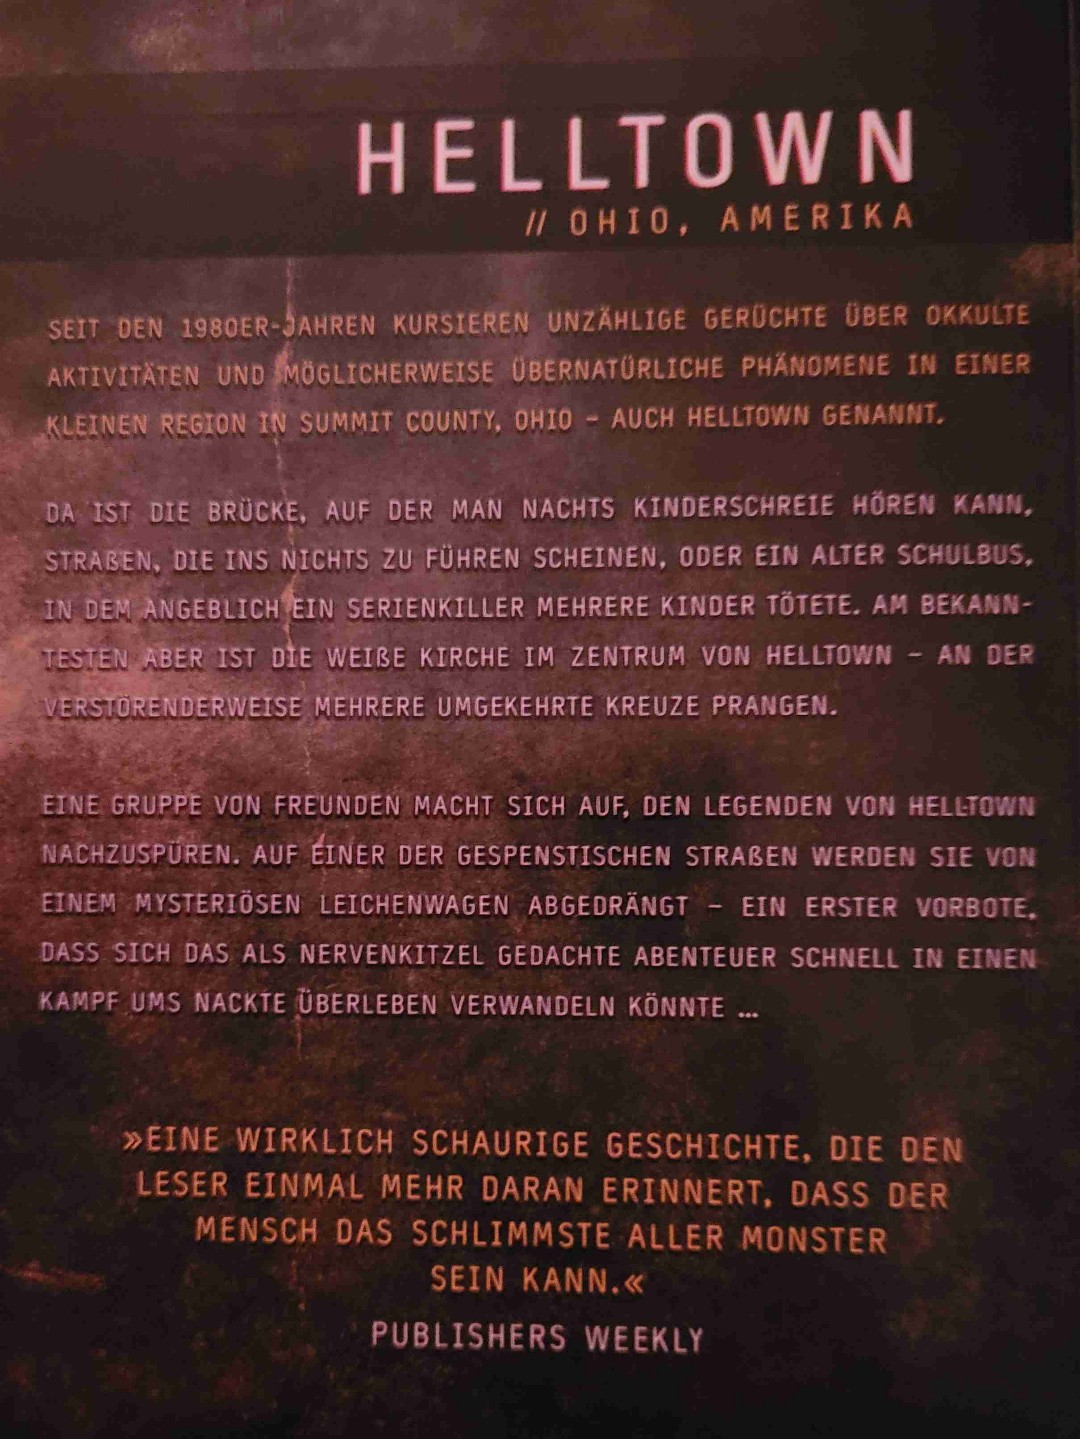 HELLTOWN
// OHIO, AMERIKA
SEIT DEN 1980ER-JAHREN KURSIEREN UNZÄHLIGE GERÜCHTE ÜBER OKKULTE
AKTIVITÄTEN UND MÖGLICHERWEISE ÜBERNATÜRLICHE PHÄNOMENE IN EINER
KLEINEN REGION IN SUMMIT COUNTY, OHIO – AUCH HELLTOWN GENANNT.
DA IST DIE BRÜCKE, AUF DER MAN NACHTS KINDERSCHREIE HÖREN KANN,
STRAßEN, DIE INS NICHTS ZU FÜHREN SCHEINEN, ODER EIN ALTER SCHULBUS,
IN DEM ANGEBLICH EIN SERIENKILLER MEHRERE KINDER TÖTETE. AM BEKANN-
TESTEN ABER IST DIE WEIßE KIRCHE IM ZENTRUM VON HELLTOWN – AN DER
VERSTÖRENDERWEISE MEHRERE UMGEKEHRTE KREUZE PRANGEN.
EINE GRUPPE VON FREUNDEN MACHT SICH AUF, DEN LEGENDEN VON HELLTOWN
NACHZUSPÜREN. AUF EINER DER GESPENSTISCHEN STRAßEN WERDEN SIE VON
EINEM MYSTERIÖSEN LEICHENWAGEN ABGEDRÄNGT – EIN ERSTER VORBOTE,
DASS SICH DAS ALS NERVENKITZEL GEDACHTE ABENTEUER SCHNELL IN EINEN
KAMPF UMS NACKTE ÜBERLEBEN VERWANDELN KÖNNTE ...
»EINE WIRKLICH SCHAURIGE GESCHICHTE, DIE DEN
LESER EINMAL MEHR DARAN ERINNERT, DASS DER
MENSCH DAS SCHLIMMSTE ALLER MONSTER
SEIN KANN.«
PUBLISHERS WEEKLY